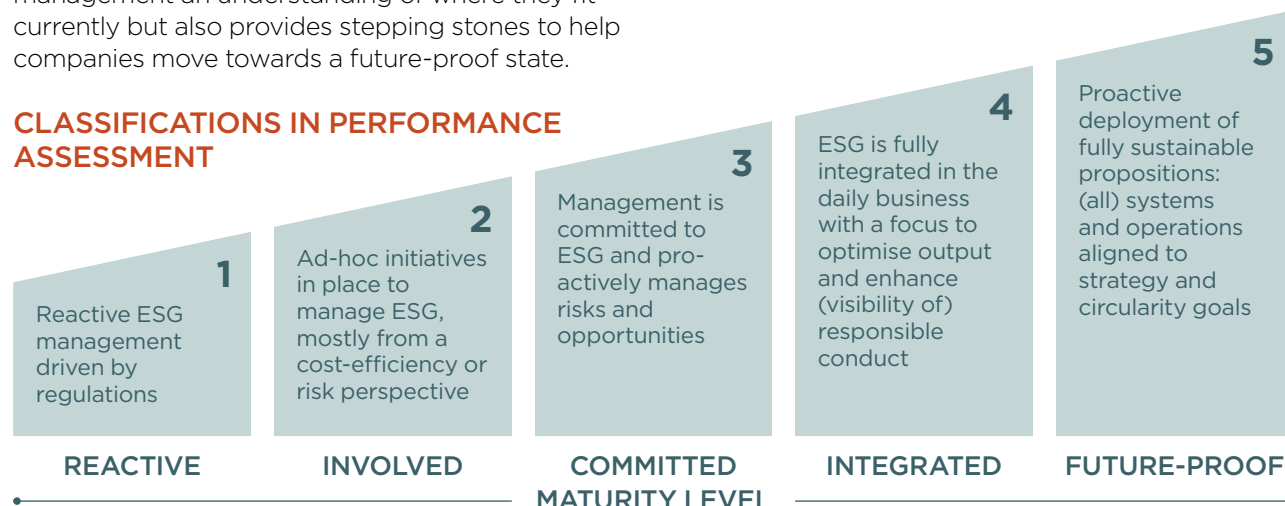 currently but also provides stepping stones to help
companies move towards a future-proof state.
CLASSIFICATIONS IN PERFORMANCE
ASSESSMENT
1
Reactive ESG
management
driven by
regulations
REACTIVE
2
Ad-hoc initiatives
in place to
manage ESG,
mostly from a
cost-efficiency or
risk perspective
INVOLVED
3
Management is
committed to
ESG and pro-
actively manages
risks and
opportunities
COMMITTED
4
ESG is fully
integrated in the
daily business
with a focus to
optimise output
and enhance
(visibility of)
responsible
conduct
INTEGRATED
5
Proactive
deployment of
fully sustainable
propositions:
(all) systems
and operations
aligned to
strategy and
circularity goals
FUTURE-PROOF
MATURITY LEVEL